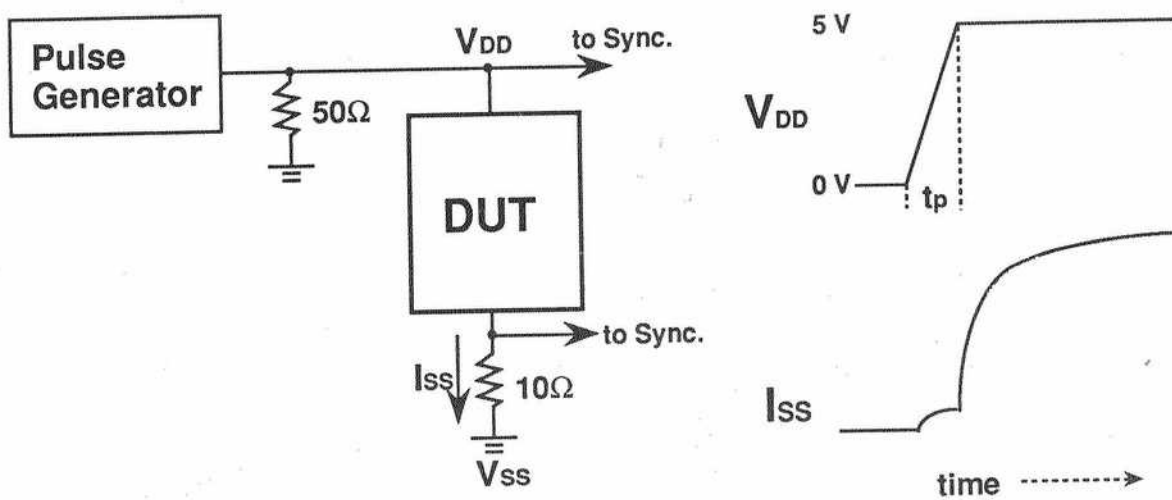 Pulse
Generator
VDD
to Sync.
50Ω
DUT
to Sync.
ISS
10Ω
VSS
5 V
VDD
0 V
tp
ISS
time